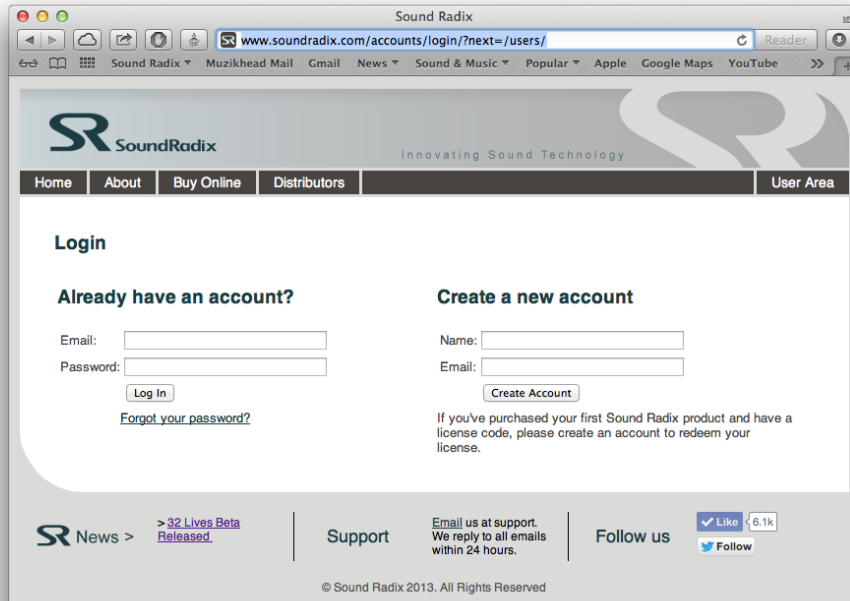 Sound Radix
www.soundradix.com/accounts/login/?next=/users/
Reader
Sound Radix Muzikhead Mail Gmail News Sound & Music Popular Apple Google Maps YouTube
SR SoundRadix
Innovating Sound Technology
Home About Buy Online Distributors User Area
Login
Already have an account? Create a new account
Email: Name:
Password: Email:
Log In Create Account
Forgot your password? If you've purchased your first Sound Radix product and have a
license code, please create an account to redeem your
license.
SR News > > 32 Lives Beta
Released
Support Email us at support.
We reply to all emails
within 24 hours.
Follow us Like 6.1k
Follow
© Sound Radix 2013. All Rights Reserved